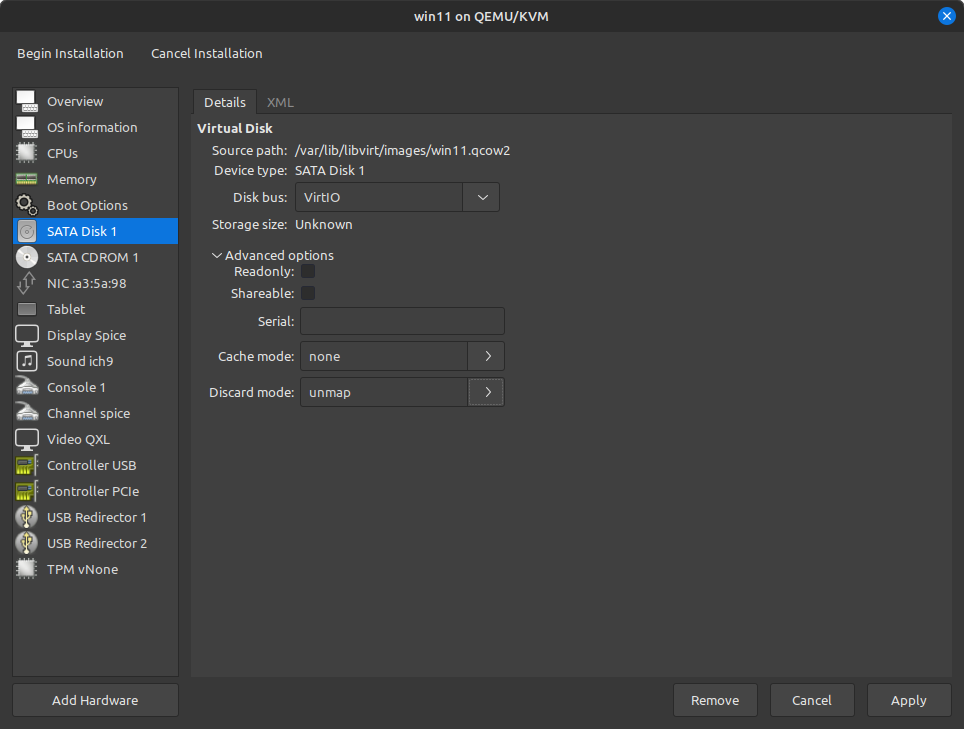 win11 on QEMU/KVM
Begin Installation Cancel Installation
Overview
OS information
CPUs
Memory
Boot Options
SATA Disk 1
SATA CDROM 1
NIC :a3:5a:98
Tablet
Display Spice
Sound ich9
Console 1
Channel spice
Video QXL
Controller USB
Controller PCIe
USB Redirector 1
USB Redirector 2
TPM vNone
Add Hardware
Details XML
Virtual Disk
Source path: /var/lib/libvirt/images/win11.qcow2
Device type: SATA Disk 1
Disk bus: VirtIO
Storage size: Unknown
Advanced options
Readonly:
Shareable:
Serial:
Cache mode: none
Discard mode: unmap
Remove Cancel Apply